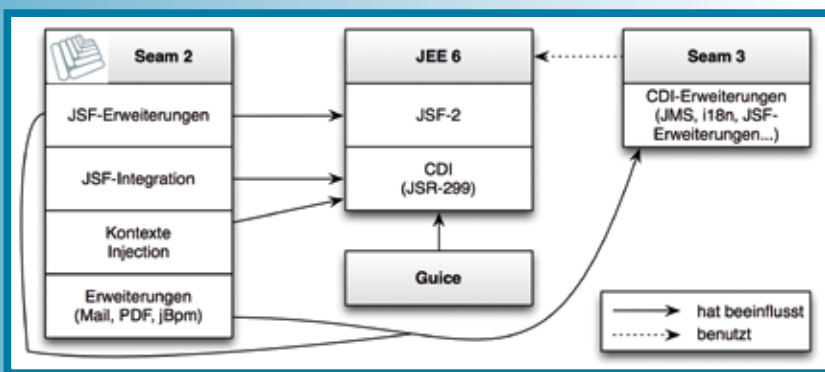 Seam 2
JSF-Erweiterungen
JSF-Integration
Kontexte
Injection
Erweiterungen
(Mail, PDF, jBpm)
JEE 6
JSF-2
CDI
(JSR-299)
Guice
Seam 3
CDI-Erweiterungen
(JMS, i18n, JSF-
Erweiterungen...)
hat beeinflusst
benutzt